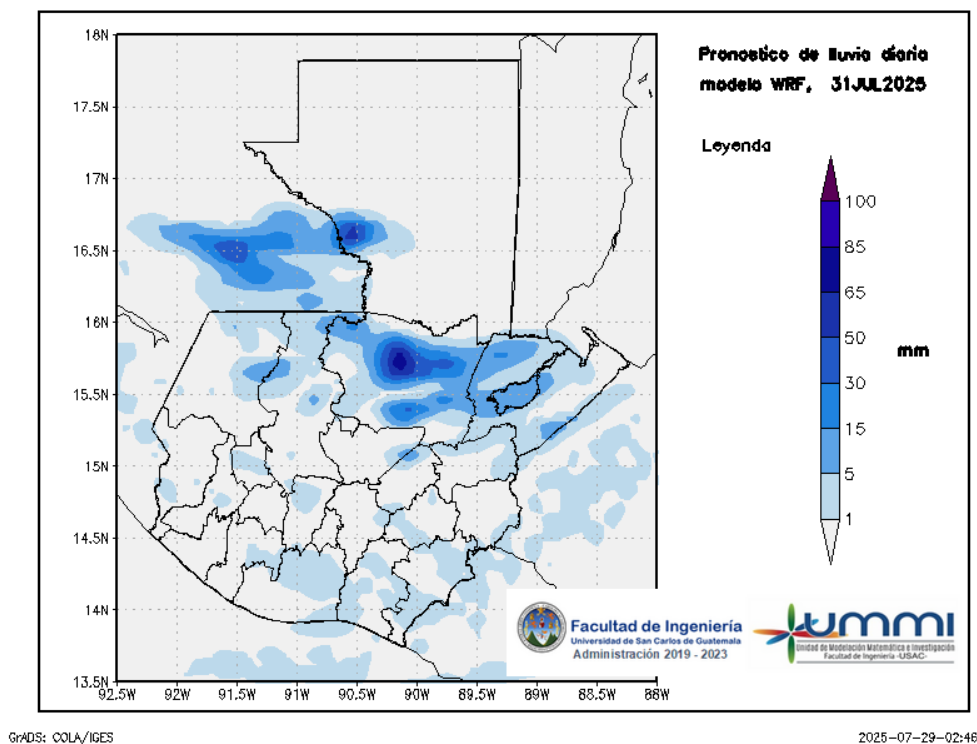 Pronostico de lluvia diaria
modelo WRF, 31JUL2025
Leyenda
100
85
65
50
30
15
5
1
mm
18N
17.5N
17N
16.5N
16N
15.5N
15N
14.5N
14N
13.5N
92.5W 92W 91.5W 91W 90.5W 90W 89.5W 89W 88.5W 88W
Facultad de Ingeniería
Universidad de San Carlos de Guatemala
Administración 2019 - 2023
ummi
Unidad de Modelación Matemática e Investigación
Facultad de Ingeniería -USAC-
GrADS: COLA/IGES
2025-07-29-02:46